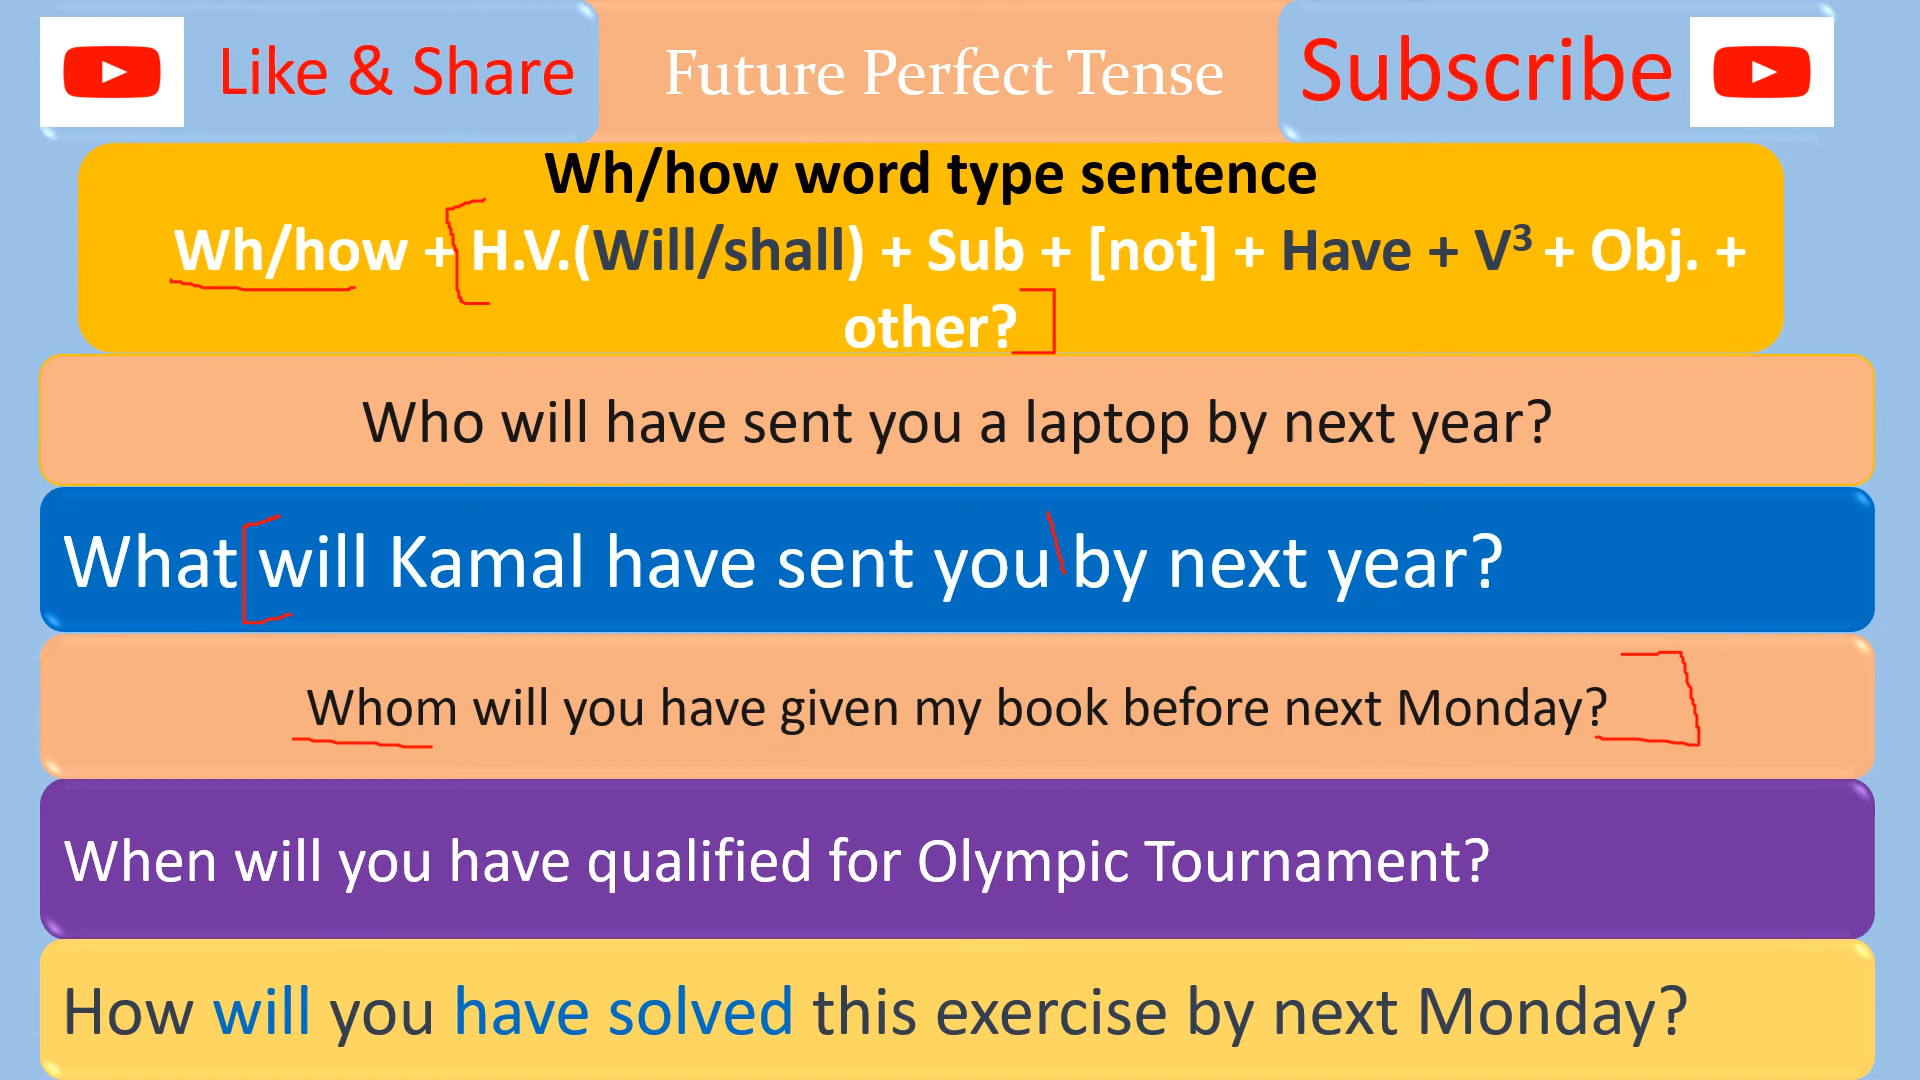 Like & Share
Future Perfect Tense
Subscribe
Wh/how word type sentence
Wh/how + H.V.(Will/shall) + Sub + [not] + Have + V³ + Obj. +
other?
Who will have sent you a laptop by next year?
What will Kamal have sent you by next year?
Whom will you have given my book before next Monday?
When will you have qualified for Olympic Tournament?
How will you have solved this exercise by next Monday?